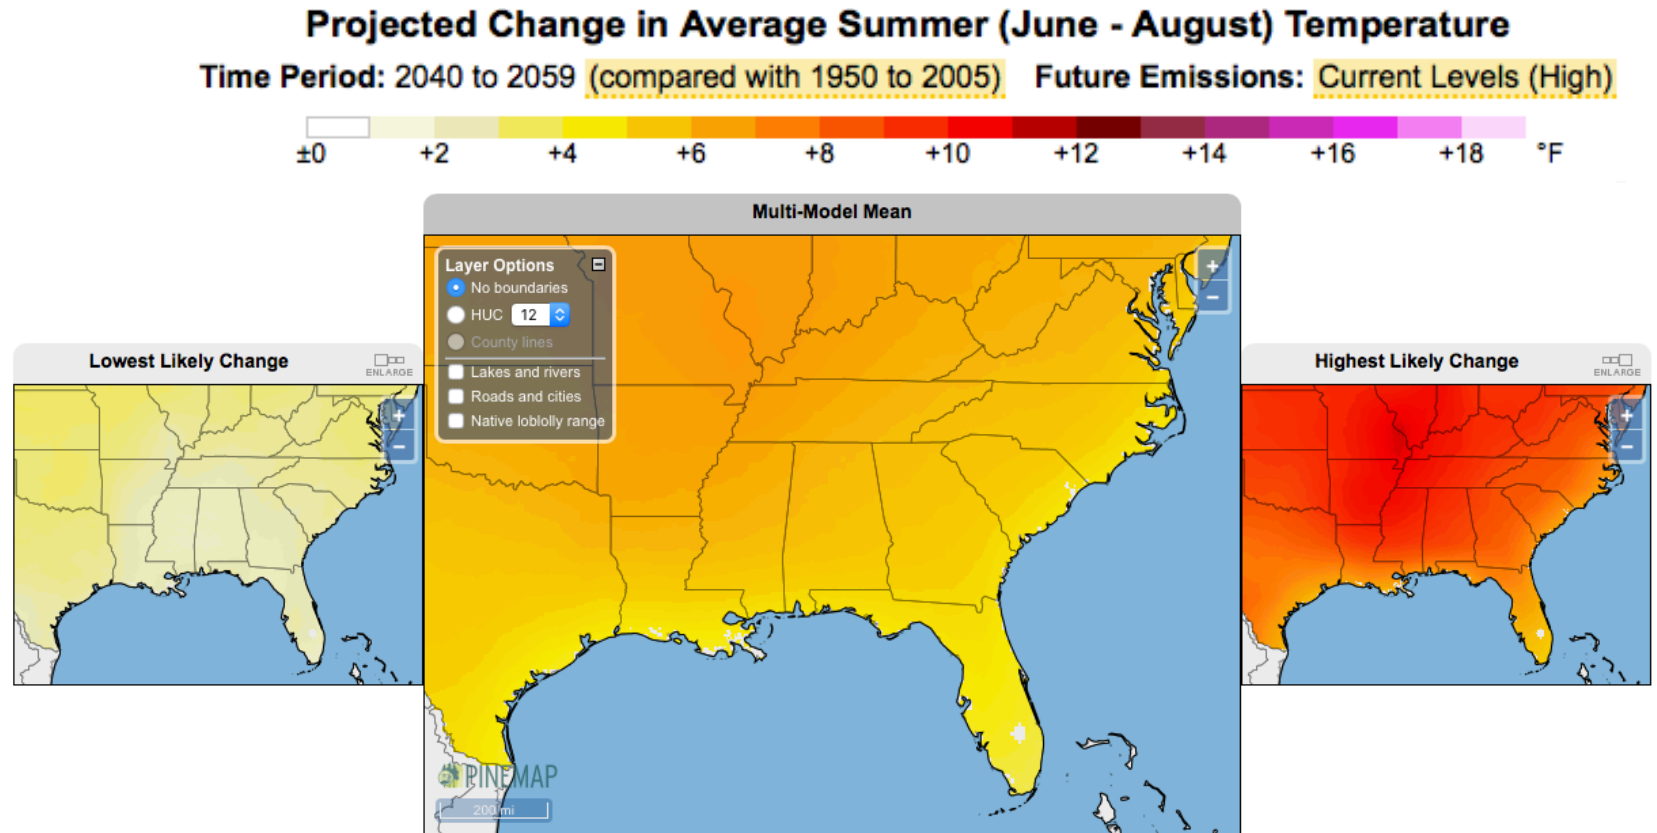 Projected Change in Average Summer (June - August) Temperature
Time Period: 2040 to 2059 (compared with 1950 to 2005) Future Emissions: Current Levels (High)
±0 +2 +4 +6 +8 +10 +12 +14 +16 +18 °F
Multi-Model Mean
Layer Options
No boundaries
HUC 12
County lines
Lakes and rivers
Roads and cities
Native loblolly range
+
−
PINEMAP
200 mi
Lowest Likely Change
ENLARGE
+
−
Highest Likely Change
ENLARGE
+
−